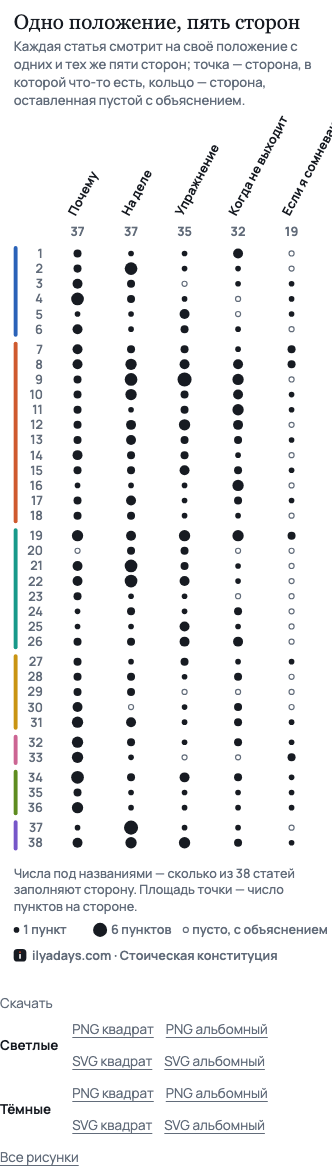 Одно положение, пять сторон
Каждая статья смотрит на своё положение с
одних и тех же пяти сторон; точка — сторона, в
которой что-то есть, кольцо — сторона,
оставленная пустой с объяснением.
Почему
На деле
Упражнение
Когда не выходит
Если я
37 37 35 32 19
1
2
3
4
5
6
7
8
9
10
11
12
13
14
15
16
17
18
19
20
21
22
23
24
25
26
27
28
29
30
31
32
33
34
35
36
37
38
Числа под названиями — сколько из 38 статей
заполняют сторону. Площадь точки — число
пунктов на стороне.
1 пункт 6 пунктов пусто, с объяснением
i ilyadays.com · Стоическая конституция
Скачать
Светлые
PNG квадрат PNG альбомный
SVG квадрат SVG альбомный
Тёмные
PNG квадрат PNG альбомный
SVG квадрат SVG альбомный
Все рисунки